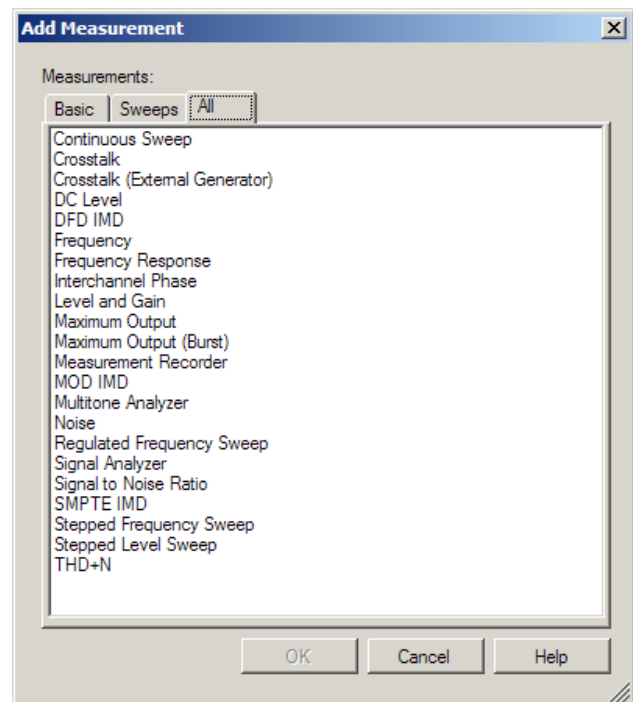 Add Measurement
Measurements:
Basic Sweeps All
Continuous Sweep
Crosstalk
Crosstalk (External Generator)
DC Level
DFD IMD
Frequency
Frequency Response
Interchannel Phase
Level and Gain
Maximum Output
Maximum Output (Burst)
Measurement Recorder
MOD IMD
Multitone Analyzer
Noise
Regulated Frequency Sweep
Signal Analyzer
Signal to Noise Ratio
SMPTE IMD
Stepped Frequency Sweep
Stepped Level Sweep
THD+N
OK Cancel Help